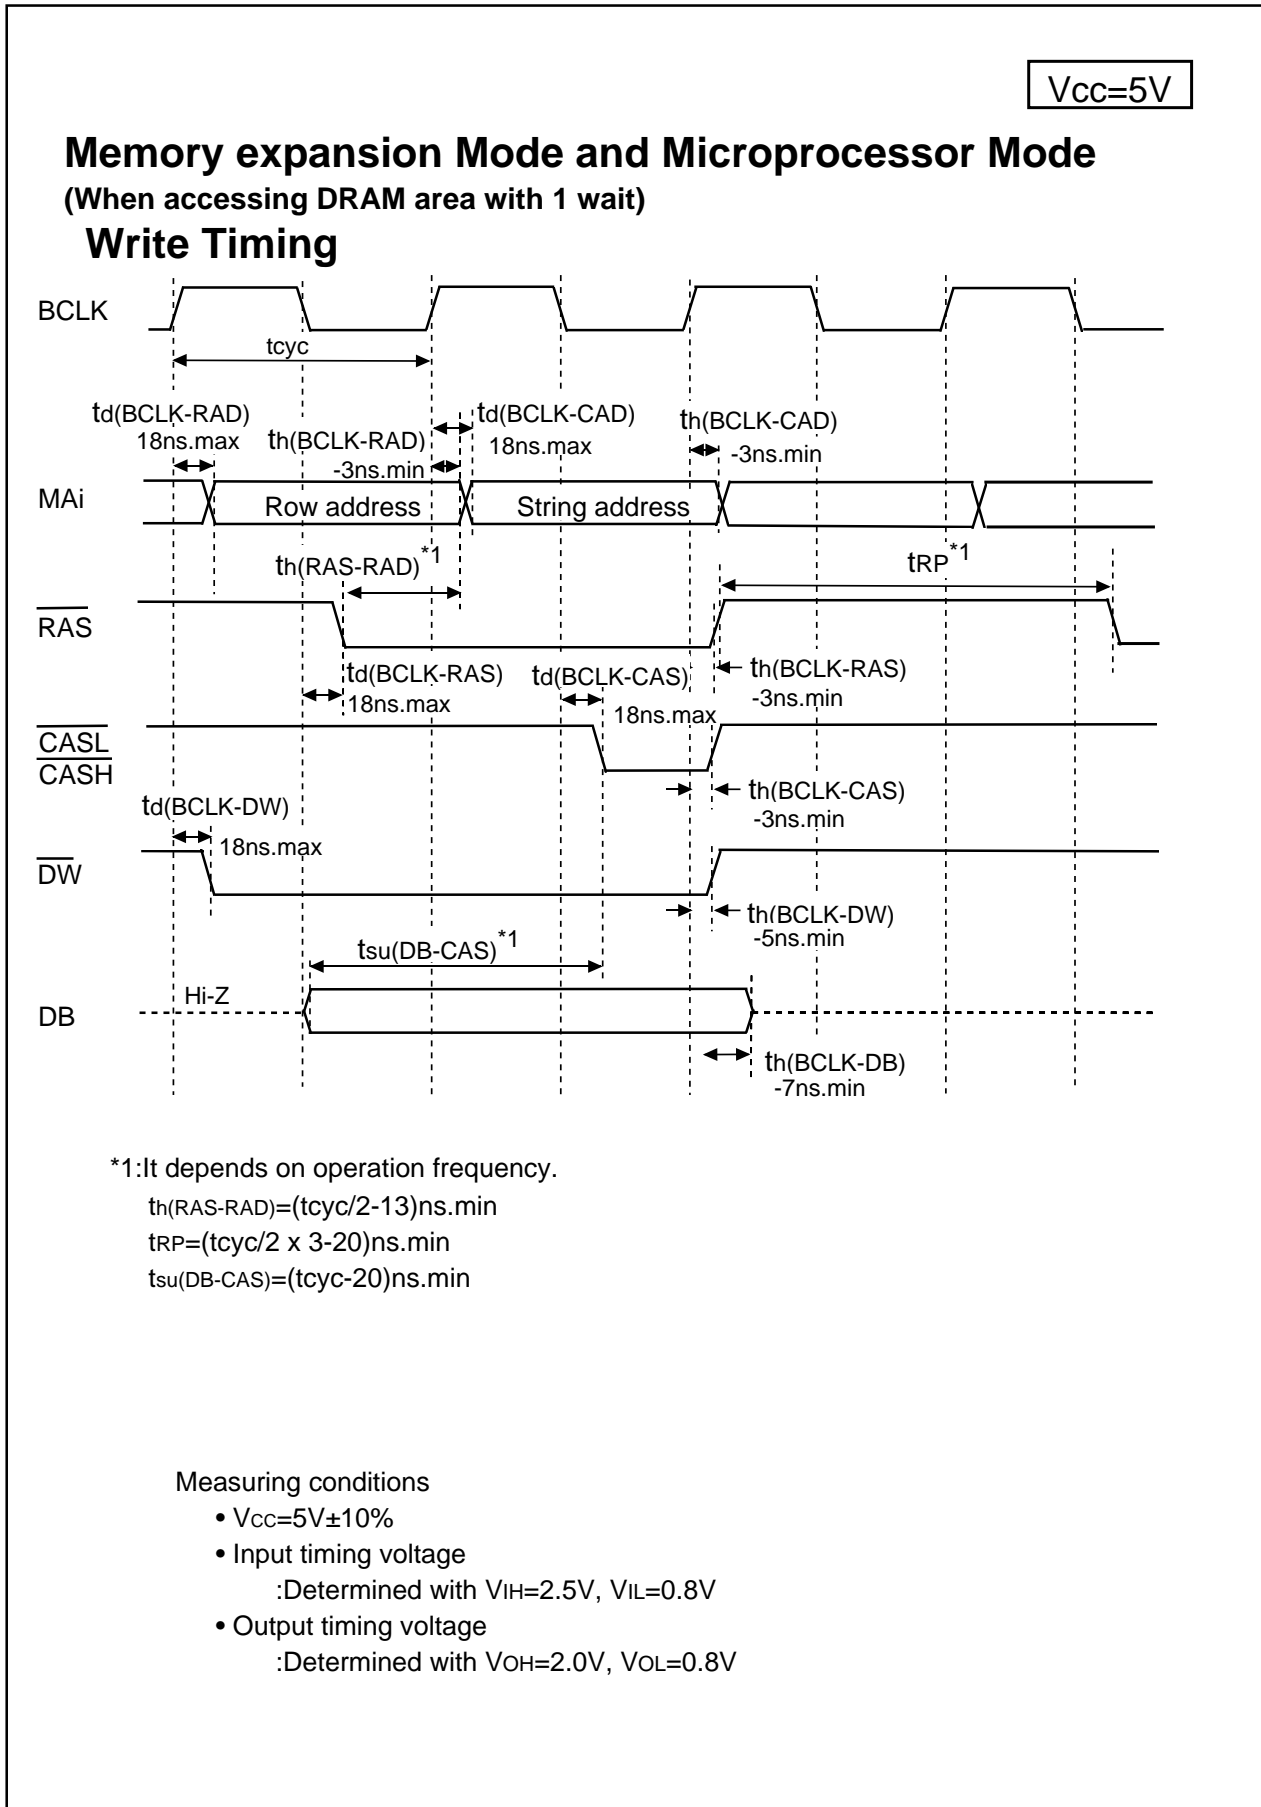 Vcc=5V
Memory expansion Mode and Microprocessor Mode
(When accessing DRAM area with 1 wait)
Write Timing
BCLK
tcyc
td(BCLK-RAD)
18ns.max
th(BCLK-RAD)
-3ns.min
td(BCLK-CAD)
18ns.max
th(BCLK-CAD)
-3ns.min
MAi
Row address
String address
th(RAS-RAD)*1
tRP*1
RAS
td(BCLK-RAS)
18ns.max
td(BCLK-CAS)
18ns.max
th(BCLK-RAS)
-3ns.min
CASL
CASH
th(BCLK-CAS)
-3ns.min
td(BCLK-DW)
18ns.max
DW
th(BCLK-DW)
-5ns.min
tsu(DB-CAS)*1
DB
Hi-Z
th(BCLK-DB)
-7ns.min
*1:It depends on operation frequency.
th(RAS-RAD)=(tcyc/2-13)ns.min
tRP=(tcyc/2 x 3-20)ns.min
tsu(DB-CAS)=(tcyc-20)ns.min
Measuring conditions
• VCC=5V±10%
• Input timing voltage
:Determined with VIH=2.5V, VIL=0.8V
• Output timing voltage
:Determined with VOH=2.0V, VOL=0.8V